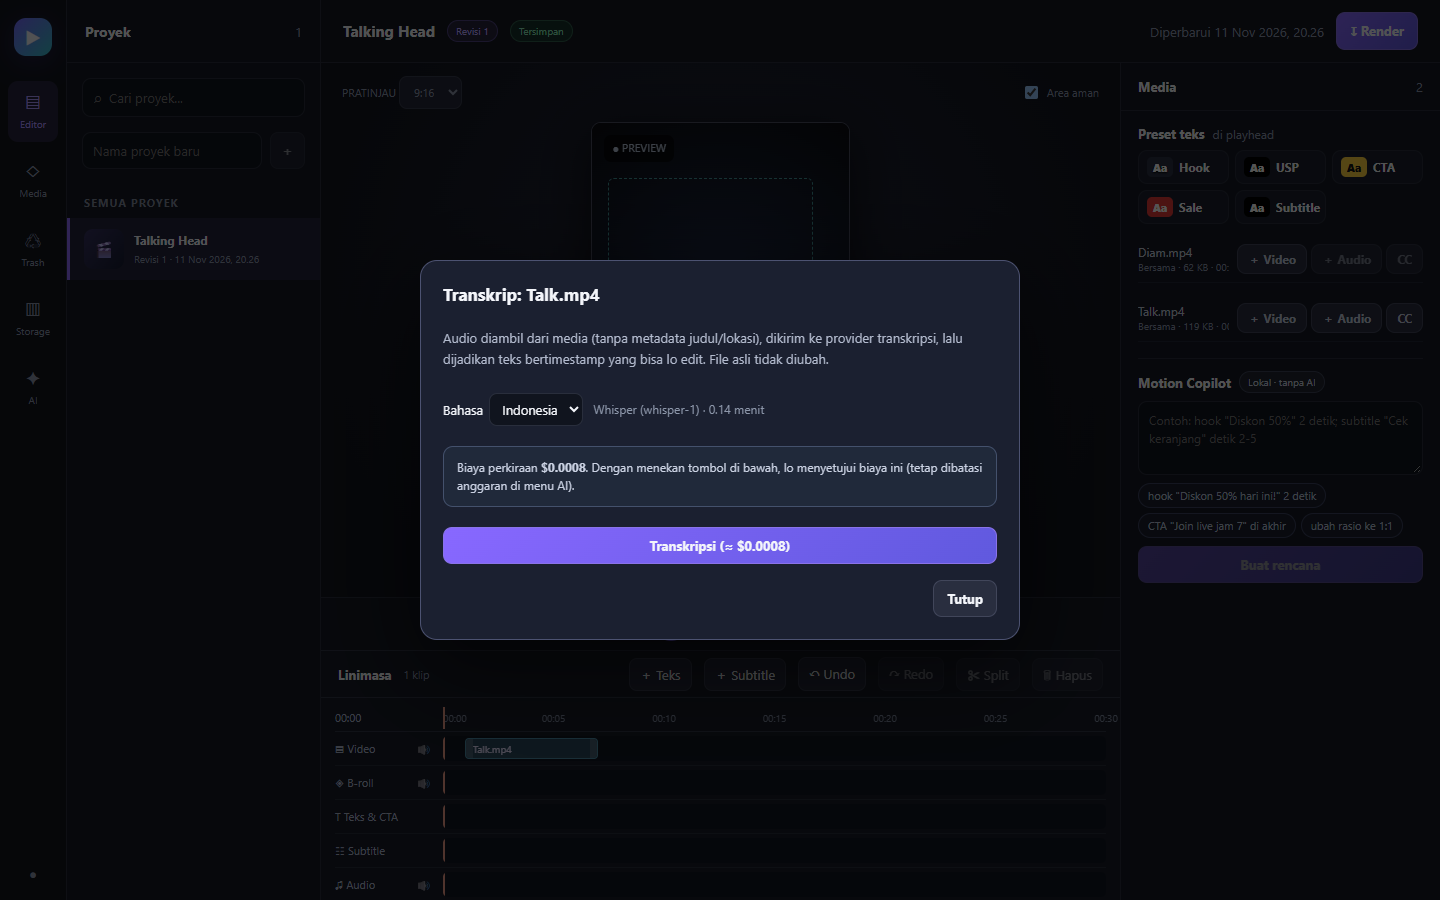 Proyek
1
Talking Head
Revisi 1
Tersimpan
Diperbarui 11 Nov 2026, 20.26
Render
Editor
Media
Trash
Storage
AI
Cari proyek...
Nama proyek baru
+
SEMUA PROYEK
Talking Head
Revisi 1 · 11 Nov 2026, 20.26
PRATINJAU
9:16
Area aman
PREVIEW
Transkrip: Talk.mp4
Audio diambil dari media (tanpa metadata judul/lokasi), dikirim ke provider transkripsi, lalu
dijadikan teks bertimestamp yang bisa lo edit. File asli tidak diubah.
Bahasa
Indonesia
Whisper (whisper-1) · 0.14 menit
Biaya perkiraan $0.0008. Dengan menekan tombol di bawah, lo menyetujui biaya ini (tetap dibatasi
anggaran di menu AI).
Transkripsi (≈ $0.0008)
Tutup
Media
2
Preset teks di playhead
Aa Hook
Aa USP
Aa CTA
Aa Sale
Aa Subtitle
Diam.mp4
Bersama · 62 KB · 00:
+ Video
+ Audio
CC
Talk.mp4
Bersama · 119 KB ·
+ Video
+ Audio
CC
Motion Copilot
Lokal · tanpa AI
Contoh: hook "Diskon 50%" 2 detik; subtitle "Cek
keranjang" detik 2-5
hook "Diskon 50% hari ini!" 2 detik
CTA "Join live jam 7" di akhir
ubah rasio ke 1:1
Buat rencana
Linimasa
1 klip
+ Teks
+ Subtitle
Undo
Redo
Split
Hapus
00:00
00:00
00:05
00:10
00:15
00:20
00:25
00:30
Video
Talk.mp4
B-roll
T Teks & CTA
Subtitle
Audio